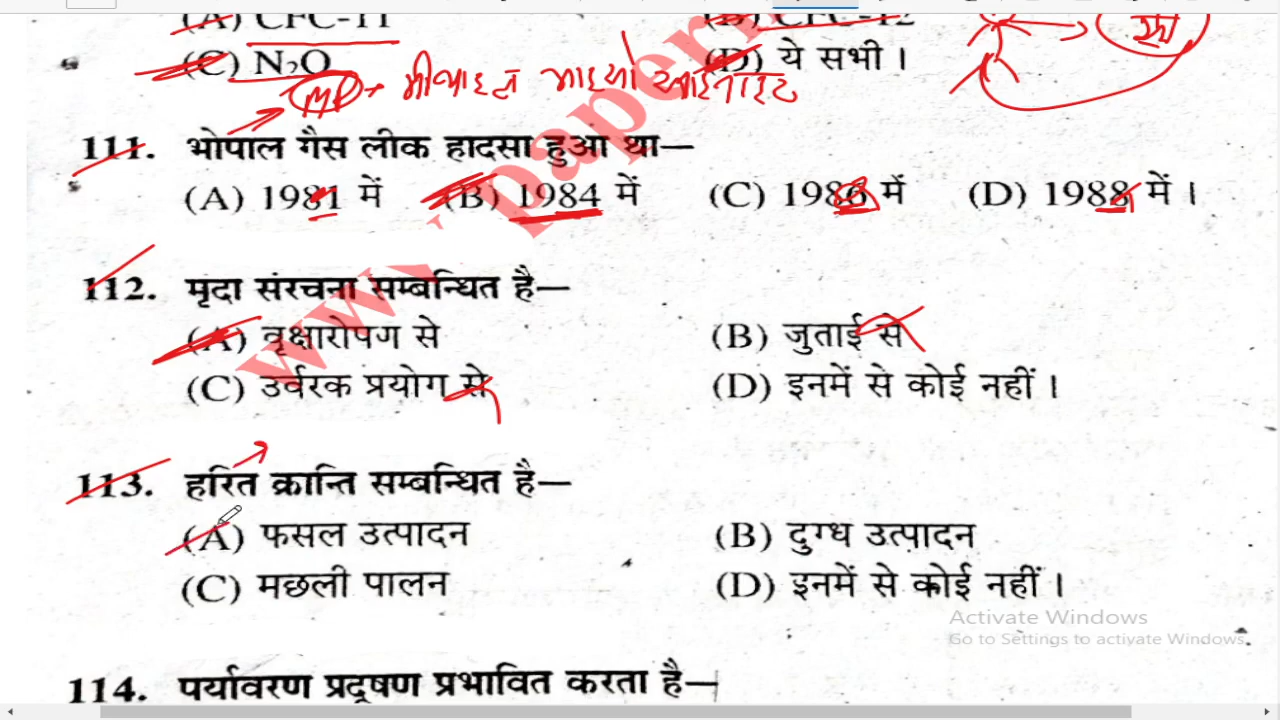 (A) CFC-11 (B) CFC-12
(C) N₂O (D) ये सभी ।
111. भोपाल गैस लीक हादसा हुआ था—
(A) 1981 में (B) 1984 में (C) 1986 में (D) 1988 में ।
112. मृदा संरचना सम्बन्धित है—
(A) वृक्षारोपण से (B) जुताई से
(C) उर्वरक प्रयोग से (D) इनमें से कोई नहीं ।
113. हरित क्रान्ति सम्बन्धित है—
(A) फसल उत्पादन (B) दुग्ध उत्पादन
(C) मछली पालन (D) इनमें से कोई नहीं ।
Activate Windows
Go to Settings to activate Windows.
114. पर्यावरण प्रदूषण प्रभावित करता है—